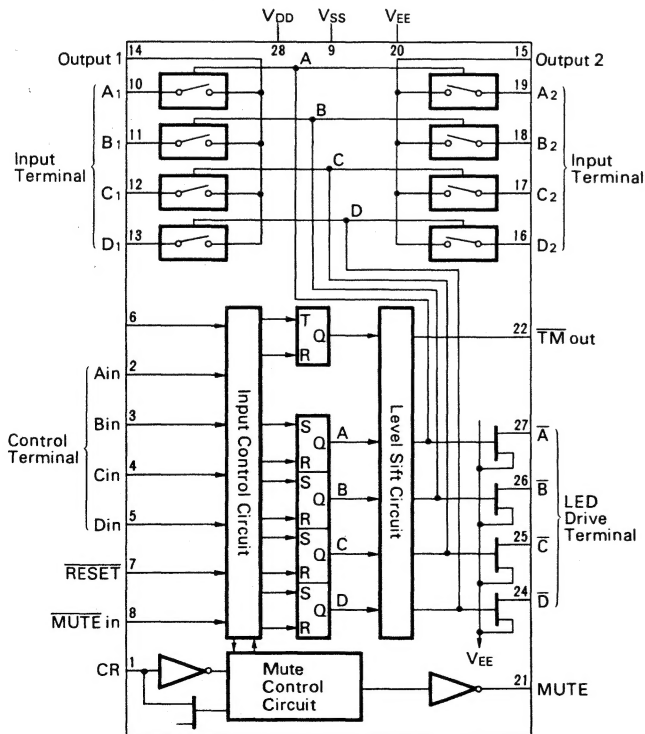 VDD VSS VEE
14 28 9 20 15
Output 1 A Output 2
10 19
A1 A2
B
11 18
B1 B2
Input Terminal
Input Terminal
C
12 17
C1 C2
D
13 16
D1 D2
6 T Q R 22 TM out
2
Ain
3
Bin
4
Cin
5
Din
Control Terminal
7
RESET
8
MUTE in
Input Control Circuit
S Q R A
S Q R B
S Q R C
S Q R D
Level Sift Circuit
27
A
26
B
25
C
24
D
LED Drive Terminal
VEE
1
CR
Mute Control Circuit
21
MUTE